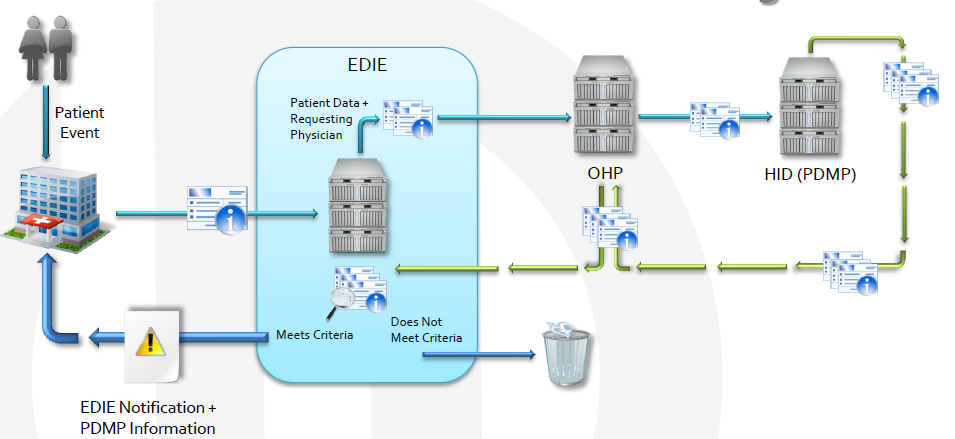 EDIE
Patient Data +
Requesting
Physician
Patient
Event
OHP
HID (PDMP)
Meets Criteria
Does Not
Meet Criteria
EDIE Notification +
PDMP Information